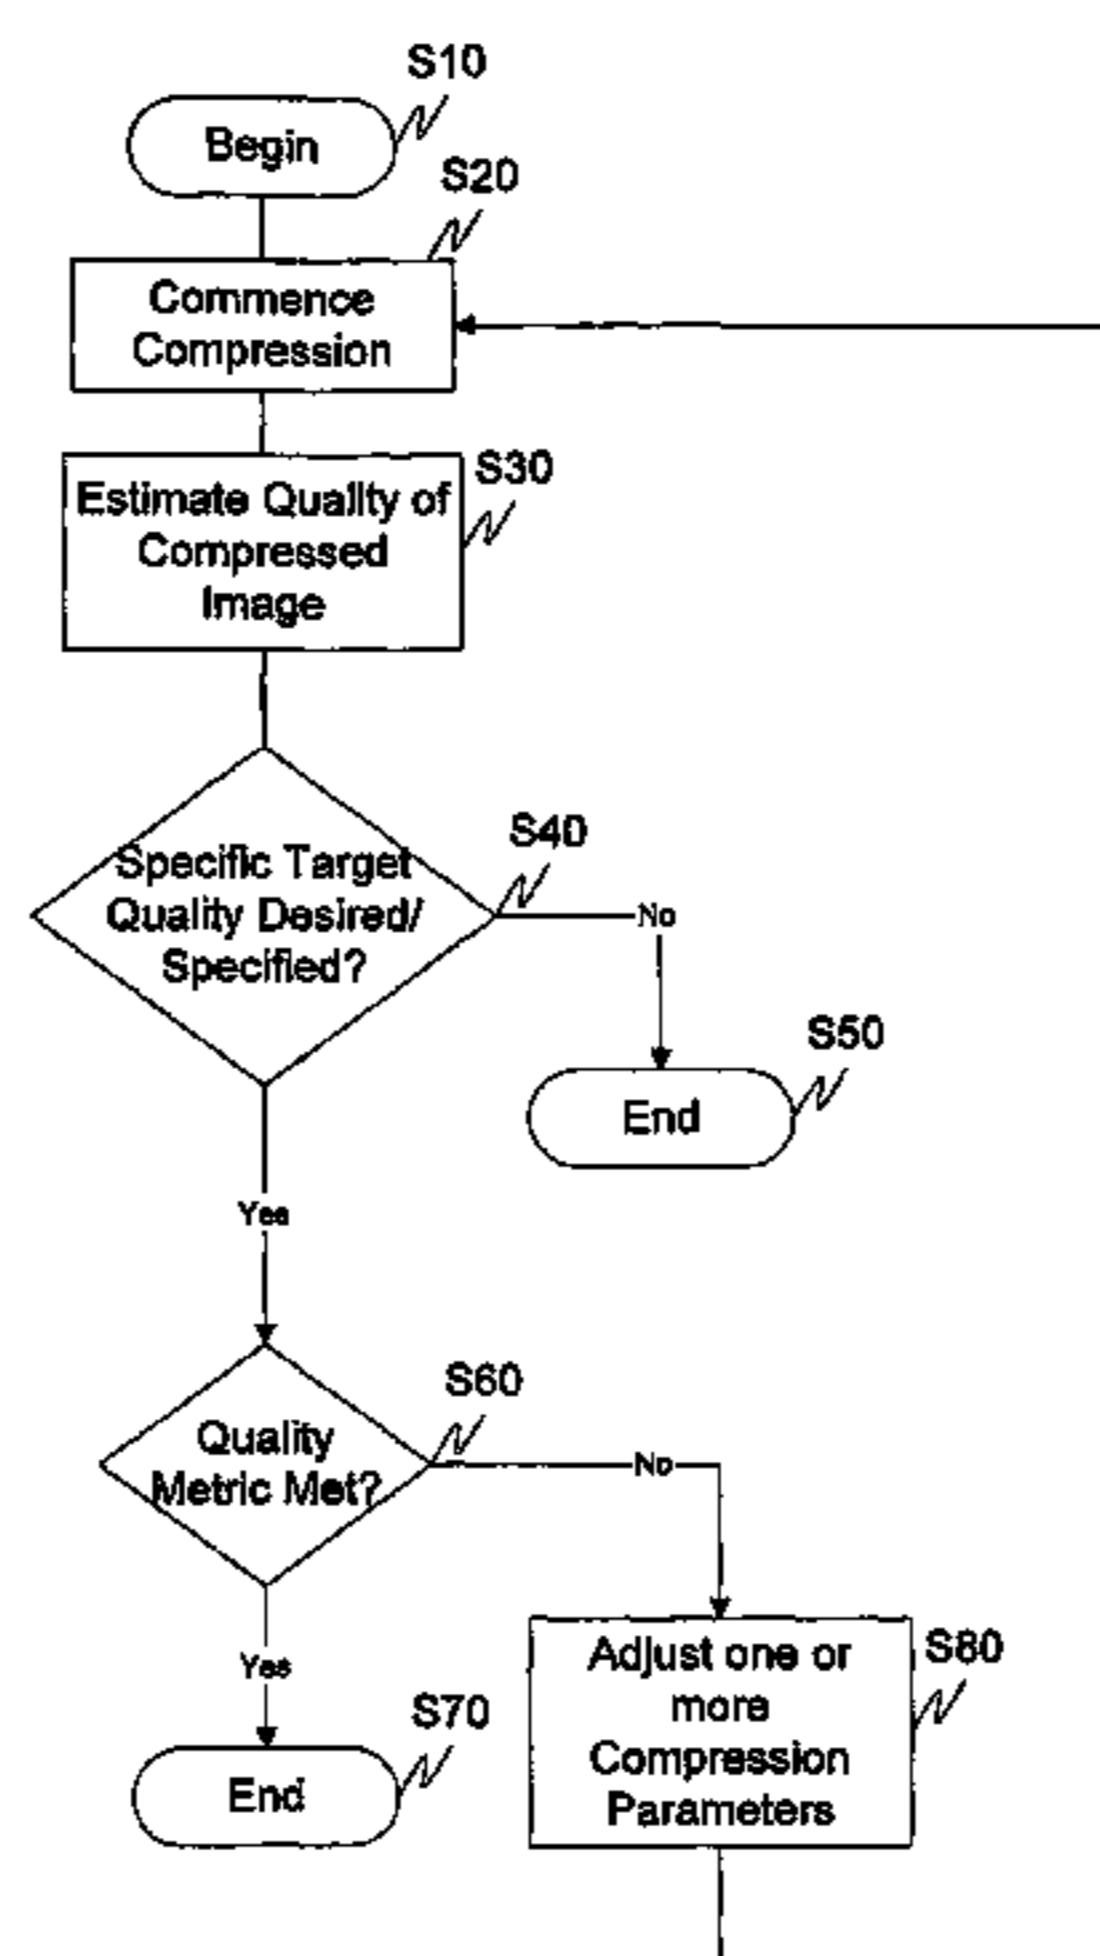 S10
Begin
S20
Commence
Compression
S30
Estimate Quality of
Compressed
Image
S40
Specific Target
Quality Desired/
Specified?
No
S50
End
Yes
S60
Quality
Metric Met?
No
S80
Adjust one or
more
Compression
Parameters
Yes
S70
End